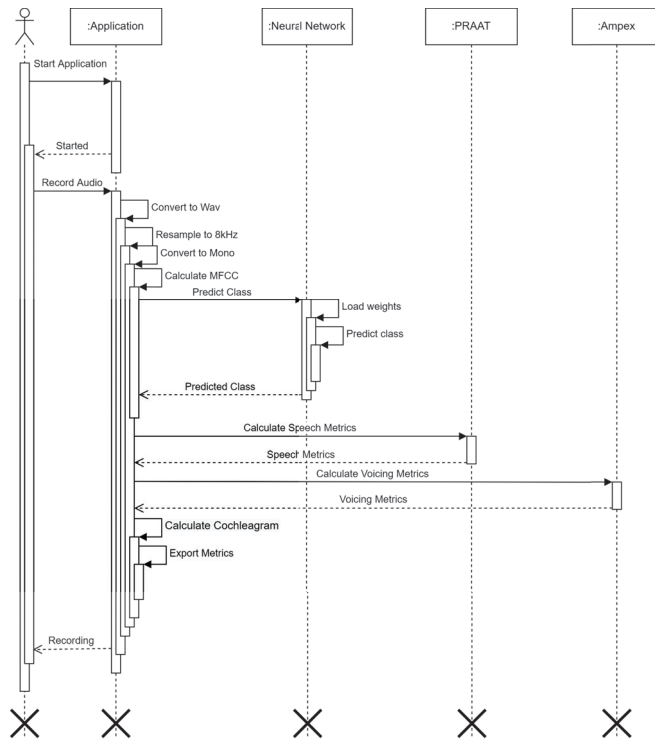 :Application
:Neural Network
:PRAAT
:Ampex
Start Application
Started
Record Audio
Convert to Wav
Resample to 8kHz
Convert to Mono
Calculate MFCC
Predict Class
Load weights
Predict class
Predicted Class
Calculate Speech Metrics
Speech Metrics
Calculate Voicing Metrics
Voicing Metrics
Calculate Cochleagram
Export Metrics
Recording